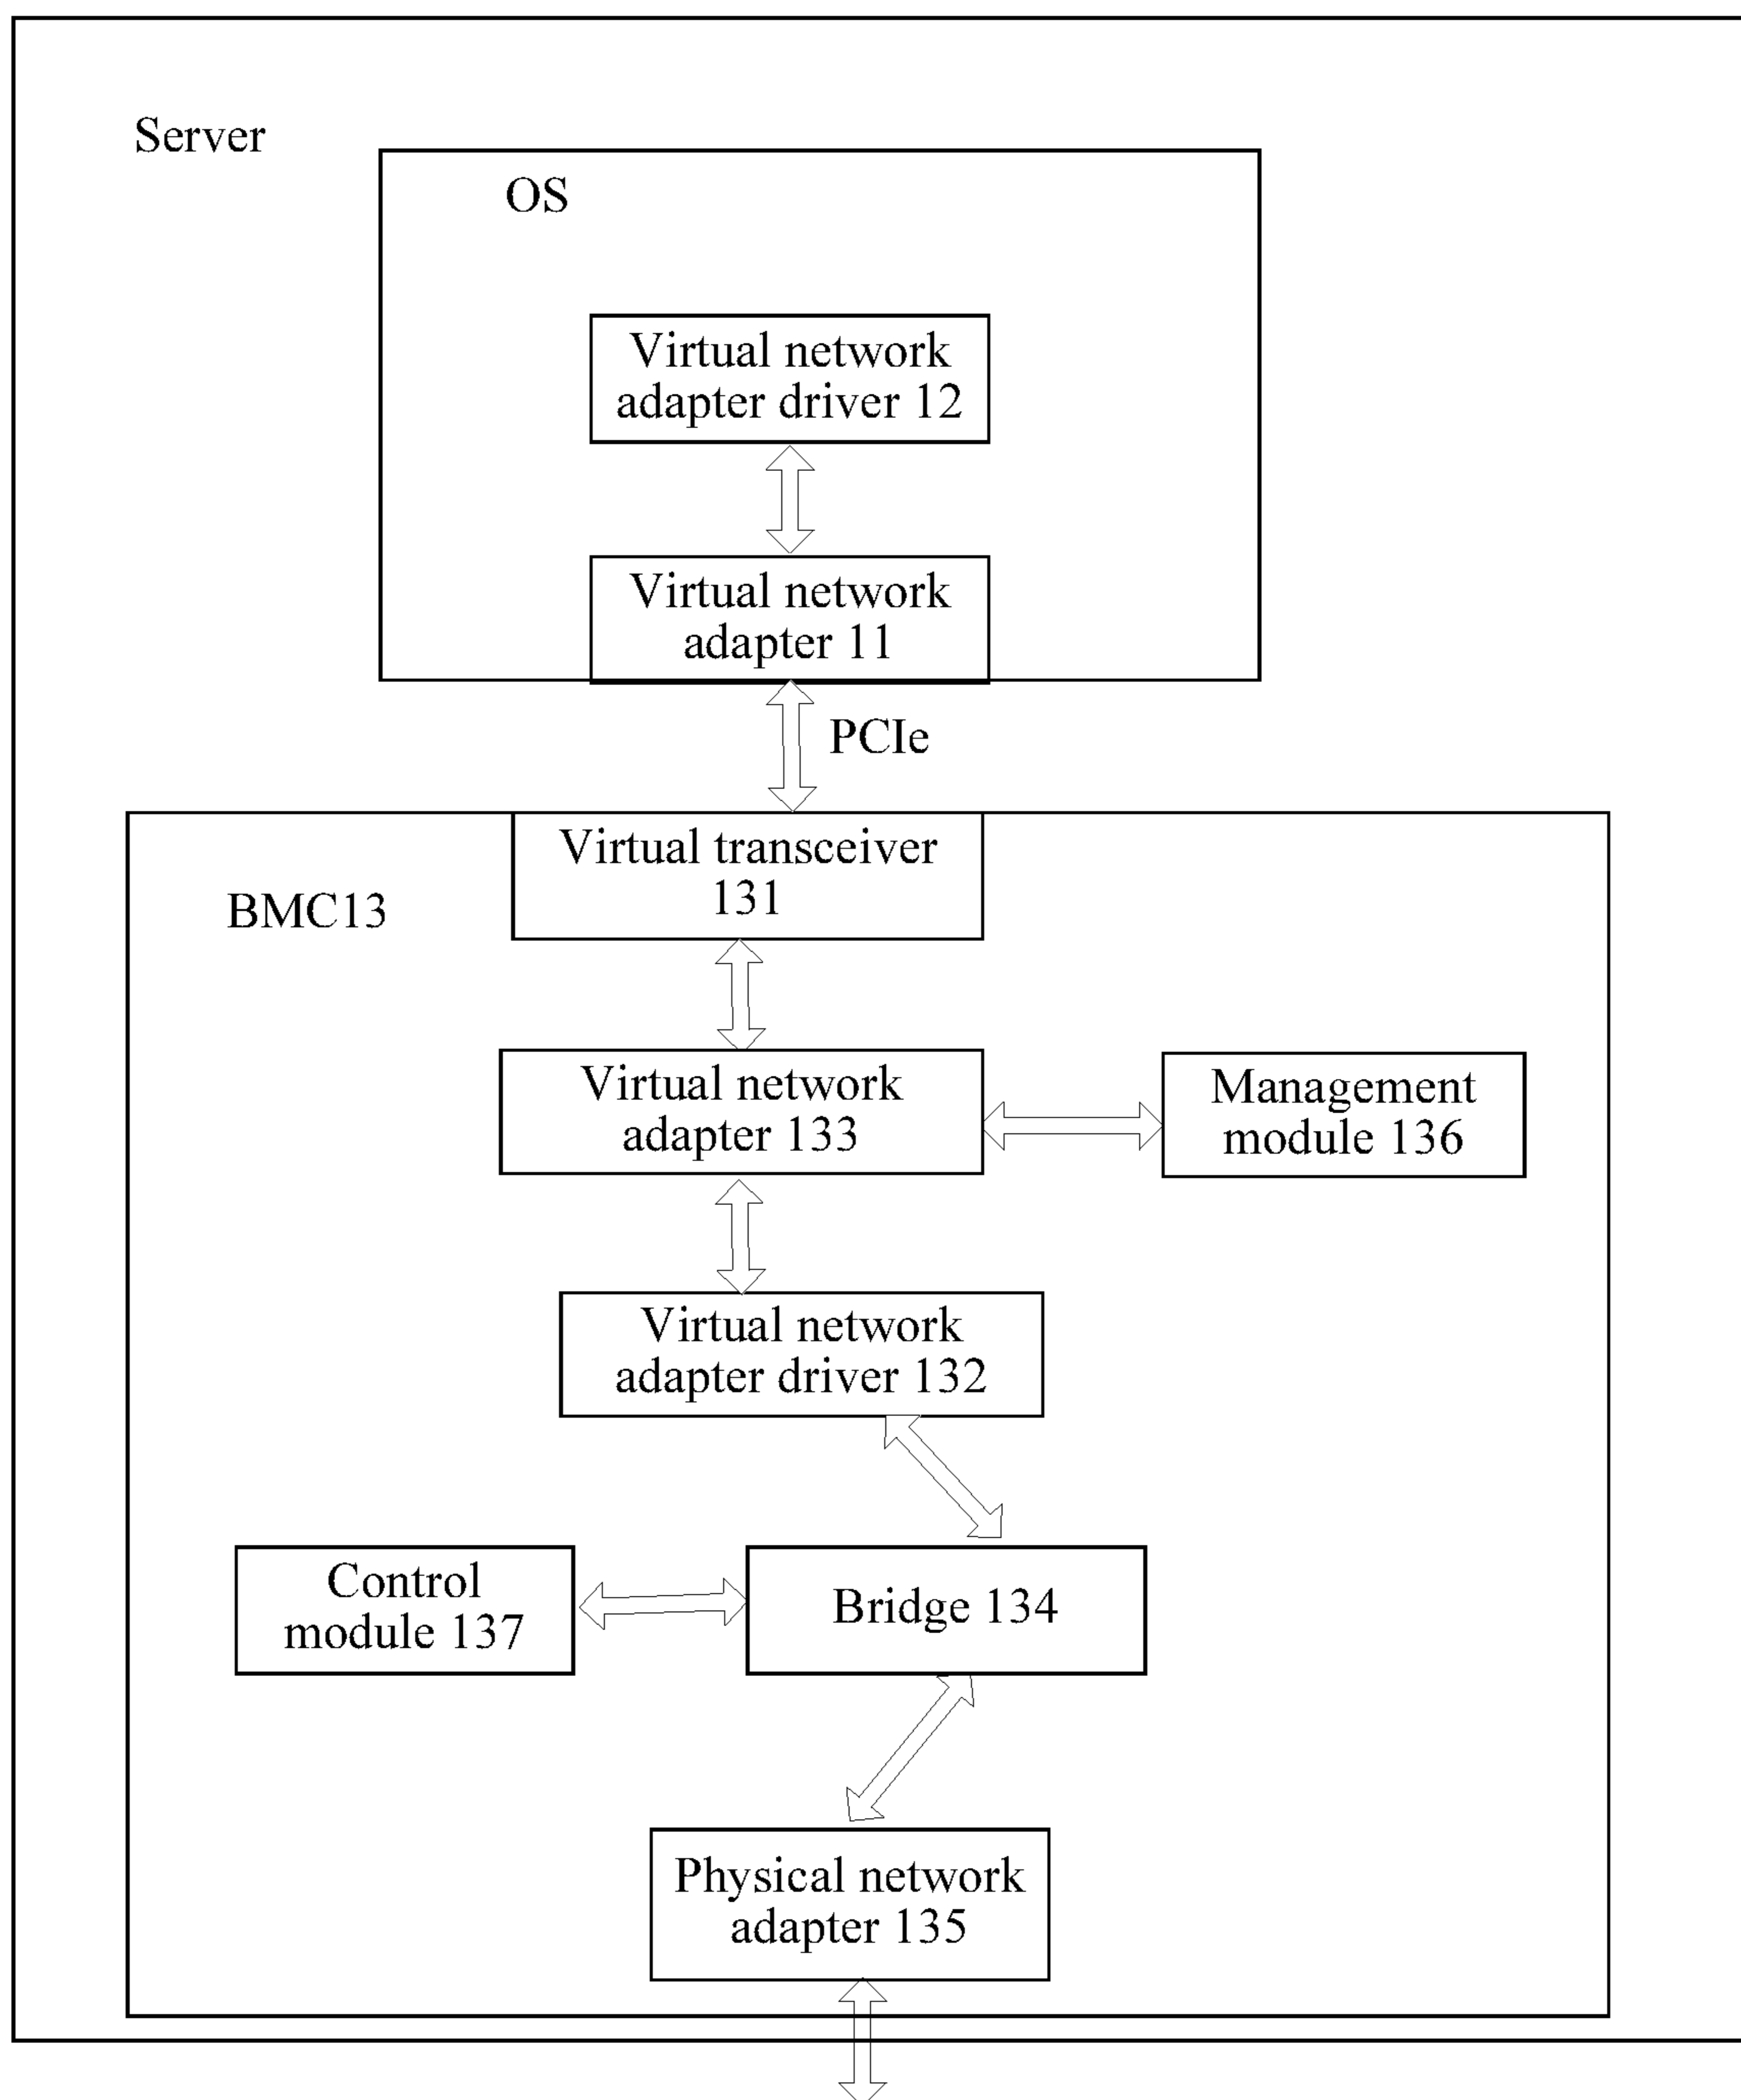 Server
OS
Virtual network
adapter driver 12
Virtual network
adapter 11
PCIe
Virtual transceiver
131
BMC13
Virtual network
adapter 133
Management
module 136
Virtual network
adapter driver 132
Control
module 137
Bridge 134
Physical network
adapter 135